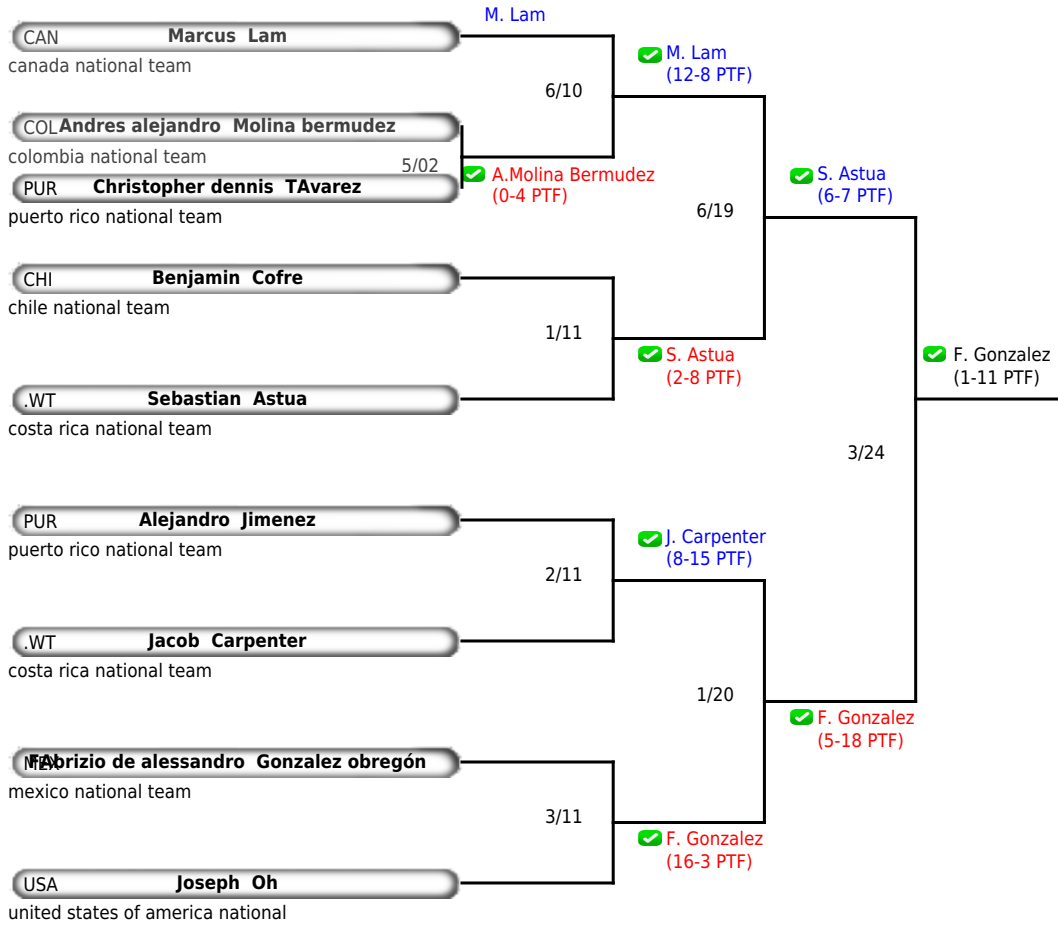 M. Lam
CAN Marcus Lam
canada national team
M. Lam
(12-8 PTF)
6/10
COL Andres alejandro Molina bermudez
colombia national team
5/02
A.Molina Bermudez
(0-4 PTF)
PUR Christopher dennis TAvarez
puerto rico national team
S. Astua
(6-7 PTF)
6/19
CHI Benjamin Cofre
chile national team
1/11
S. Astua
(2-8 PTF)
F. Gonzalez
(1-11 PTF)
.WT Sebastian Astua
costa rica national team
3/24
PUR Alejandro Jimenez
puerto rico national team
J. Carpenter
(8-15 PTF)
2/11
.WT Jacob Carpenter
costa rica national team
1/20
F. Gonzalez
(5-18 PTF)
MEX FAbrizio de alessandro Gonzalez obregón
mexico national team
3/11
F. Gonzalez
(16-3 PTF)
USA Joseph Oh
united states of america national